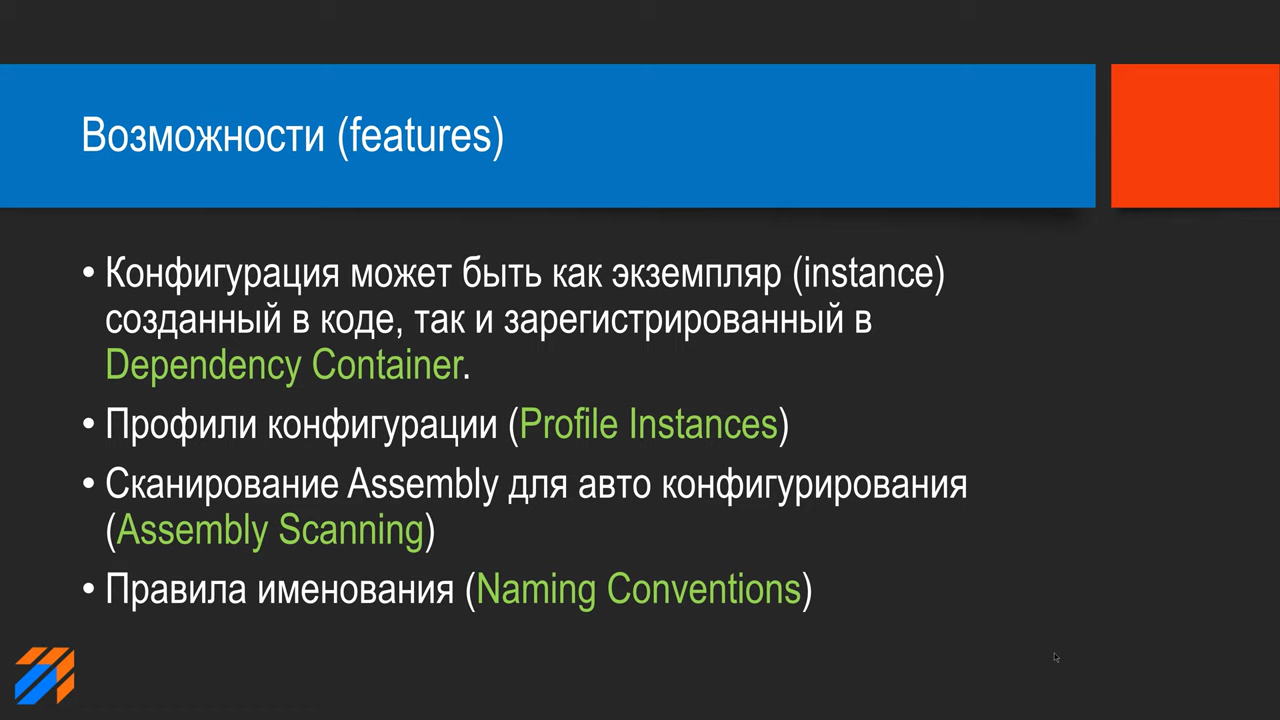 Возможности (features)
• Конфигурация может быть как экземпляр (instance)
созданный в коде, так и зарегистрированный в
Dependency Container.
• Профили конфигурации (Profile Instances)
• Сканирование Assembly для авто конфигурирования
(Assembly Scanning)
• Правила именования (Naming Conventions)